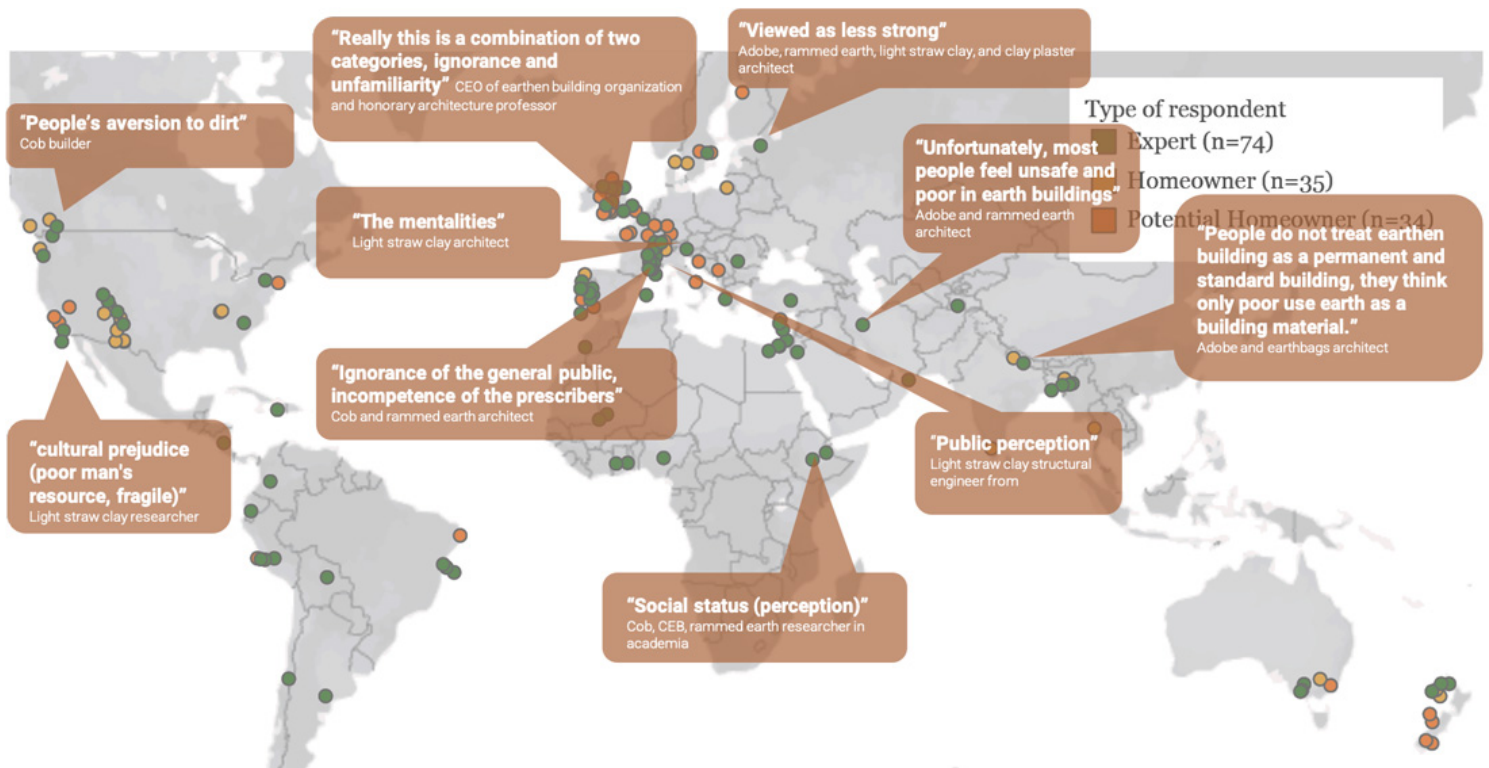 “Really this is a combination of two
categories, ignorance and
unfamiliarity” CEO of earthen building organization
and honorary architecture professor
“Viewed as less strong”
Adobe, rammed earth, light straw clay, and clay plaster
architect
“People’s aversion to dirt”
Cob builder
Type of respondent
Expert (n=74)
Homeowner (n=35)
Potential Homeowner (n=34)
“Unfortunately, most
people feel unsafe and
poor in earth buildings”
Adobe and rammed earth
architect
“The mentalities”
Light straw clay architect
“People do not treat earthen
building as a permanent and
standard building, they think
only poor use earth as a
building material.”
Adobe and earthbags architect
“Ignorance of the general public,
incompetence of the prescribers”
Cob and rammed earth architect
“cultural prejudice
(poor man's
resource, fragile)”
Light straw clay researcher
“Public perception”
Light straw clay structural
engineer from
“Social status (perception)”
Cob, CEB, rammed earth researcher in
academia